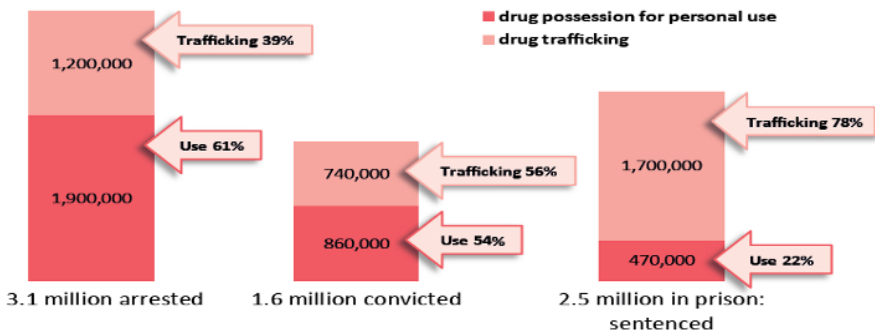 drug possession for personal use
drug trafficking
Trafficking 39%
1,200,000
Use 61%
1,900,000
3.1 million arrested
740,000
Trafficking 56%
860,000
Use 54%
1.6 million convicted
Trafficking 78%
1,700,000
470,000
Use 22%
2.5 million in prison:
sentenced